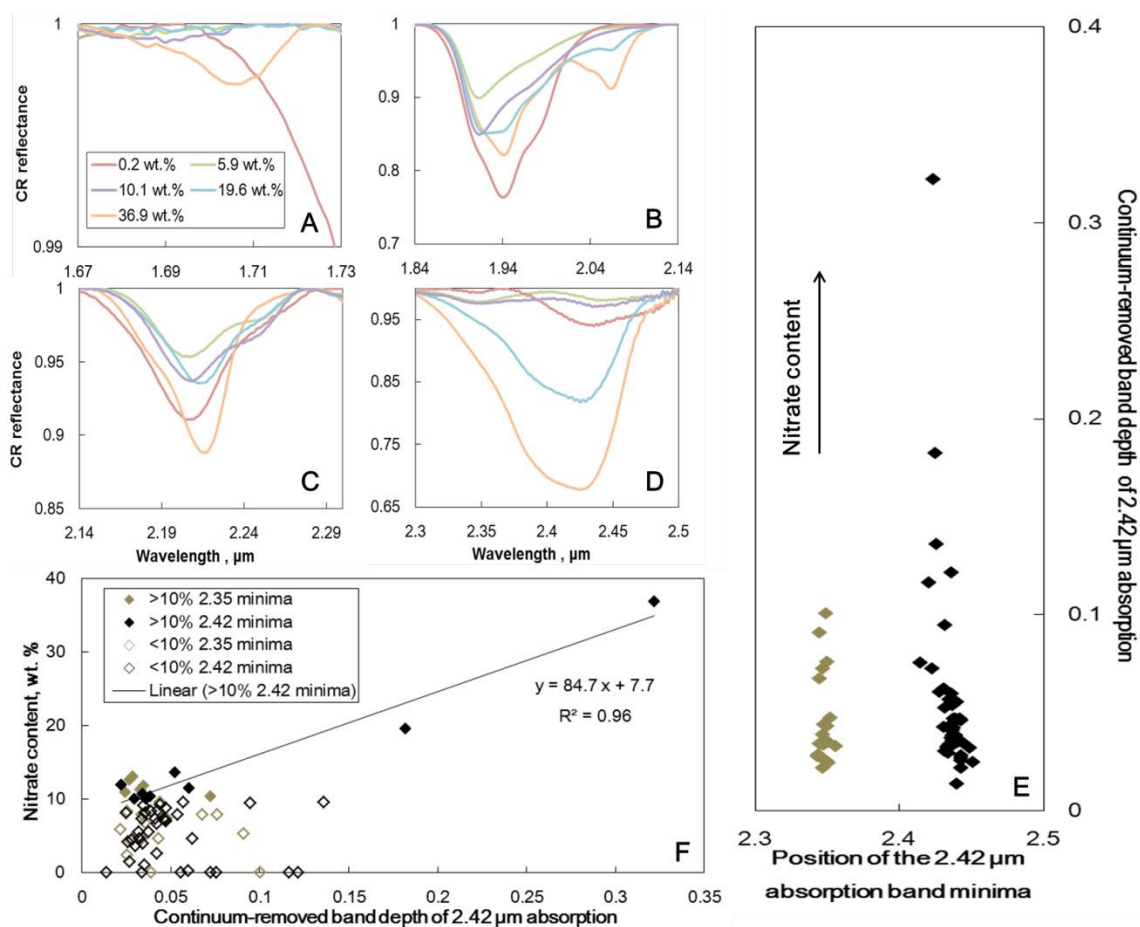 1
CR reflectance
0.99
0.2 wt.% 5.9 wt.%
10.1 wt.% 19.6 wt.%
36.9 wt.%
A
1.67 1.69 1.71 1.73
1
0.9
0.8
0.7
B
1.84 1.94 2.04 2.14
1
0.95
0.9
0.85
CR reflectance
C
2.14 2.19 2.24 2.29
Wavelength , µm
0.95
0.85
0.75
0.65
D
2.3 2.35 2.4 2.45 2.5
Wavelength , µm
0.4
0.3
0.2
0.1
0
Continuum-removed band depth of 2.42 µm absorption
Nitrate content
E
2.3 2.4 2.5
Position of the 2.42 µm
absorption band minima
40
30
20
10
0
Nitrate content, wt. %
>10% 2.35 minima
>10% 2.42 minima
<10% 2.35 minima
<10% 2.42 minima
Linear (>10% 2.42 minima)
y = 84.7 x + 7.7
R² = 0.96
F
0 0.05 0.1 0.15 0.2 0.25 0.3 0.35
Continuum-removed band depth of 2.42 µm absorption